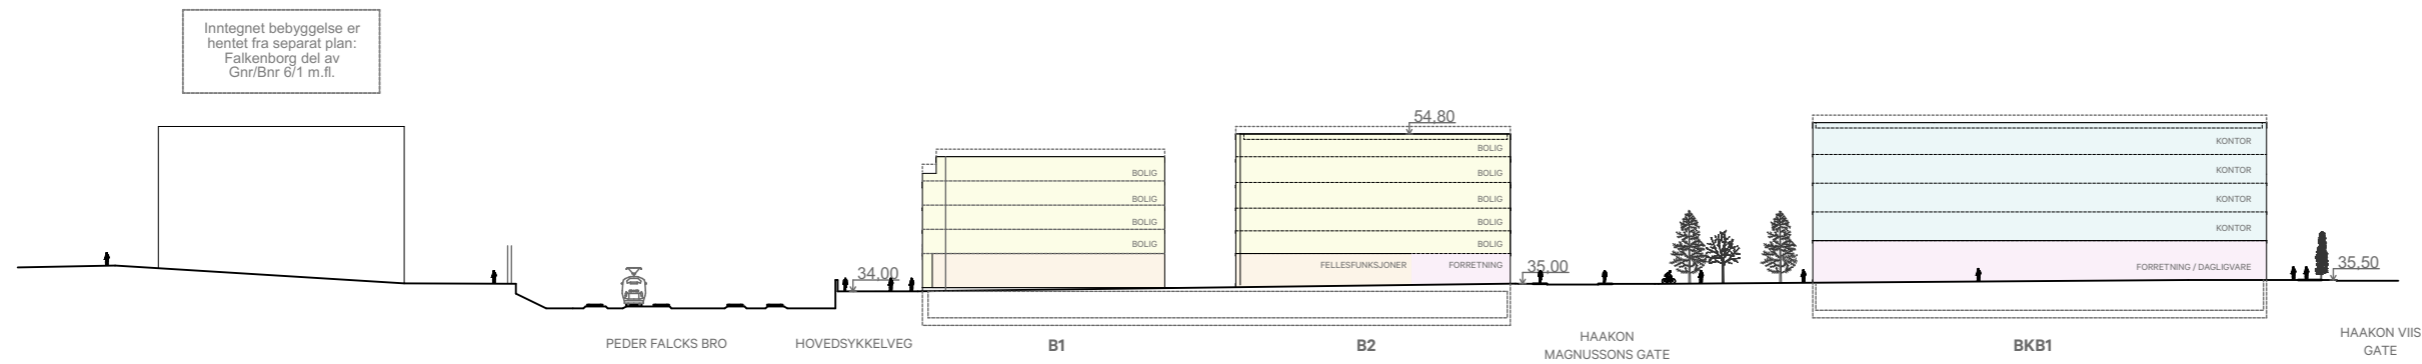 Inntegnet bebyggelse er
hentet fra separat plan:
Falkenborg del av
Gnr/Bnr 6/1 m.fl.
54,80
BOLIG
BOLIG
BOLIG
BOLIG
BOLIG
BOLIG
BOLIG
BOLIG
BOLIG
FELLESFUNKSJONER
FORRETNING
KONTOR
KONTOR
KONTOR
KONTOR
FORRETNING / DAGLIGVARE
34,00
35,00
35,50
PEDER FALCKS BRO
HOVEDSYKKELVEG
B1
B2
HAAKON
MAGNUSSONS GATE
BKB1
HAAKON VIIS
GATE